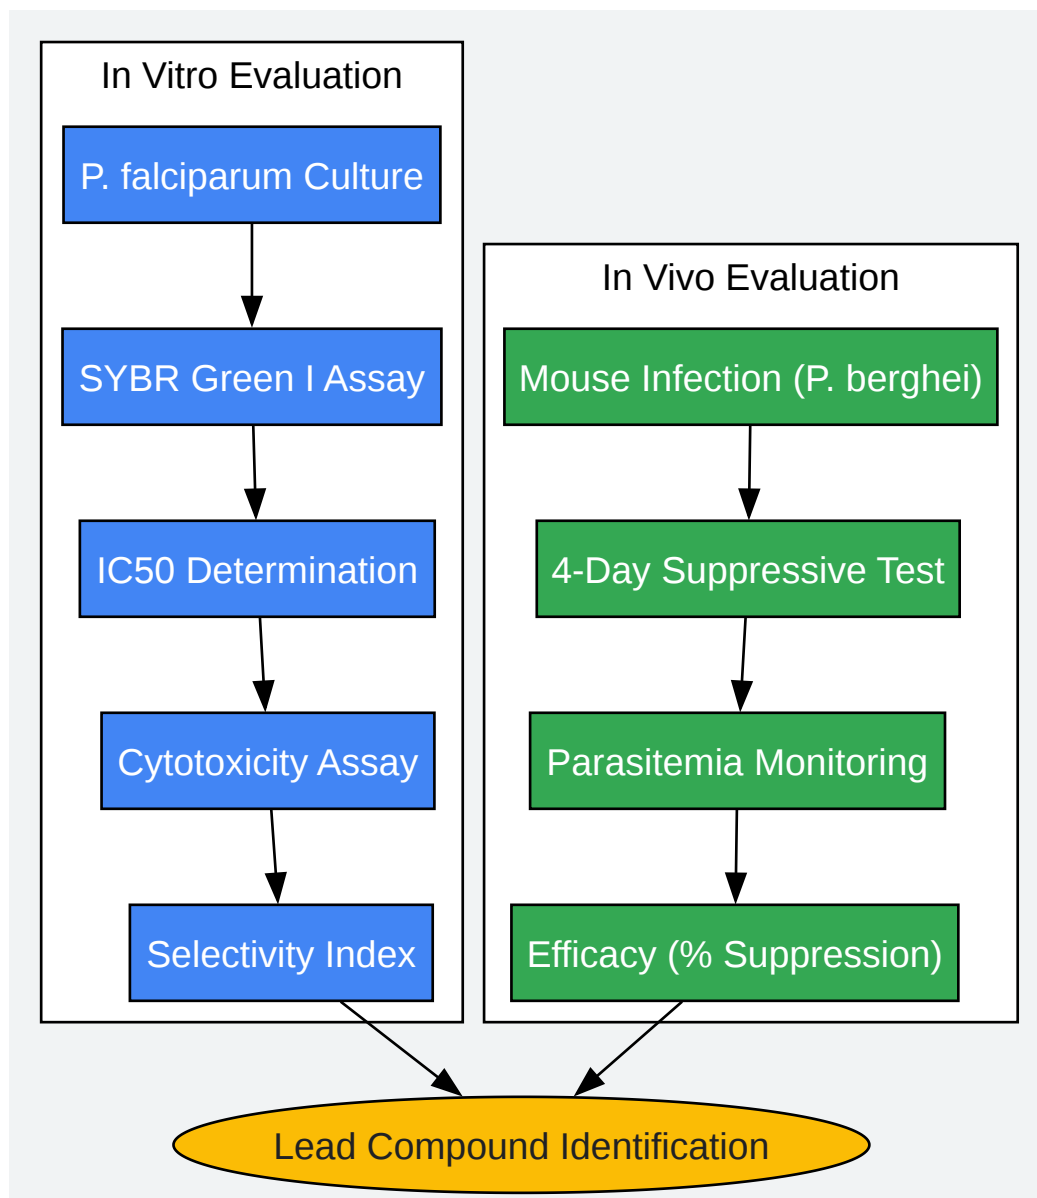 In Vitro Evaluation
P. falciparum Culture
SYBR Green I Assay
IC50 Determination
Cytotoxicity Assay
Selectivity Index
In Vivo Evaluation
Mouse Infection (P. berghei)
4-Day Suppressive Test
Parasitemia Monitoring
Efficacy (% Suppression)
Lead Compound Identification